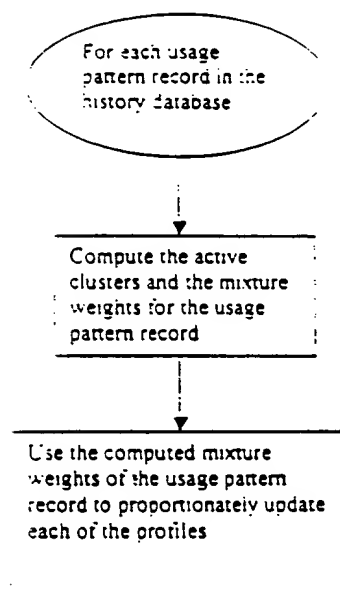 For each usage
pattern record in the
history database
Compute the active
clusters and the mixture
weights for the usage
pattern record
Use the computed mixture
weights of the usage pattern
record to proportionately update
each of the profiles